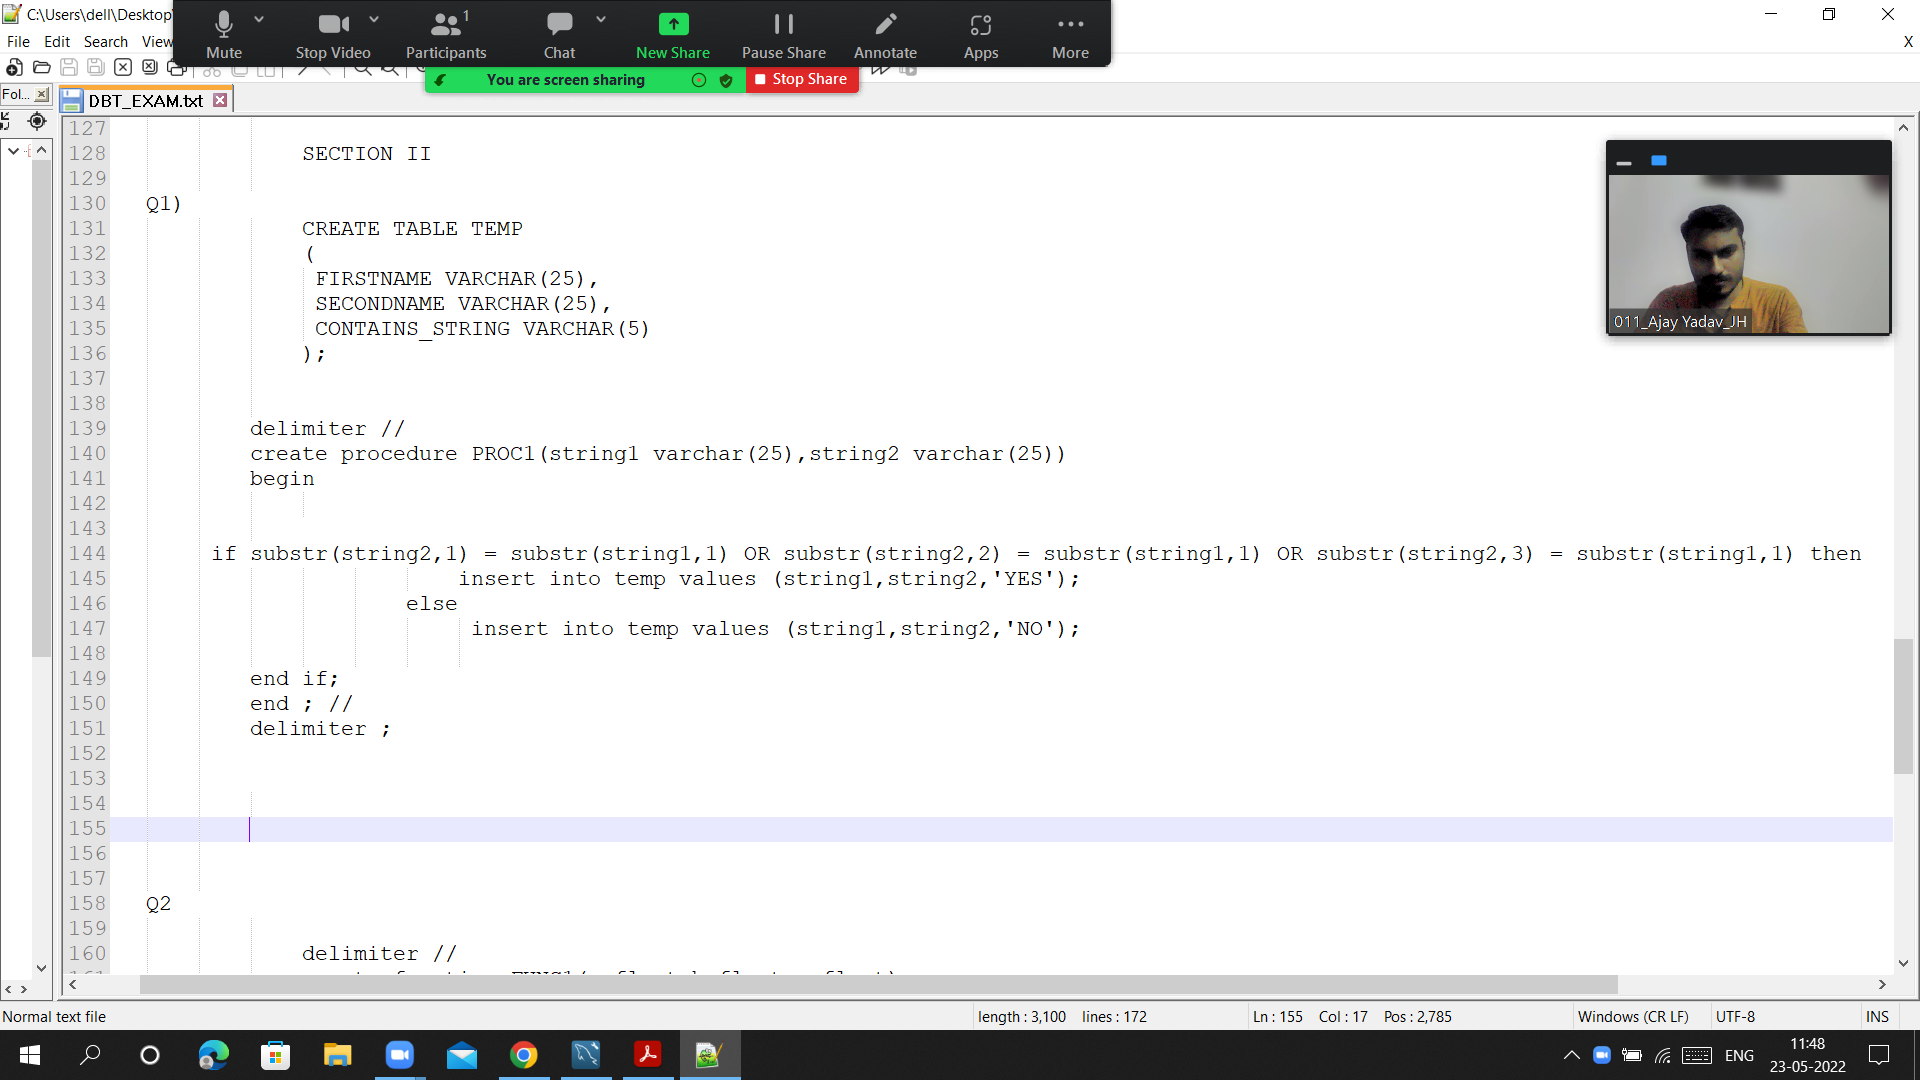 C:\Users\dell\Desktop
Mute
Stop Video
Participants
1
Chat
New Share
Pause Share
Annotate
Apps
More
File Edit Search View
X
You are screen sharing
Stop Share
Fol...
DBT_EXAM.txt
127
128 SECTION II
129
130 Q1)
131 CREATE TABLE TEMP
132 (
133 FIRSTNAME VARCHAR(25),
134 SECONDNAME VARCHAR(25),
135 CONTAINS_STRING VARCHAR(5)
136 );
137
138
139 delimiter //
140 create procedure PROC1(string1 varchar(25),string2 varchar(25))
141 begin
142
143
144 if substr(string2,1) = substr(string1,1) OR substr(string2,2) = substr(string1,1) OR substr(string2,3) = substr(string1,1) then
145 insert into temp values (string1,string2,'YES');
146 else
147 insert into temp values (string1,string2,'NO');
148
149 end if;
150 end ; //
151 delimiter ;
152
153
154
155
156
157
158 Q2
159
160 delimiter //
011_Ajay Yadav_JH
Normal text file
length : 3,100 lines : 172
Ln : 155 Col : 17 Pos : 2,785
Windows (CR LF)
UTF-8
INS
ENG
11:48
23-05-2022